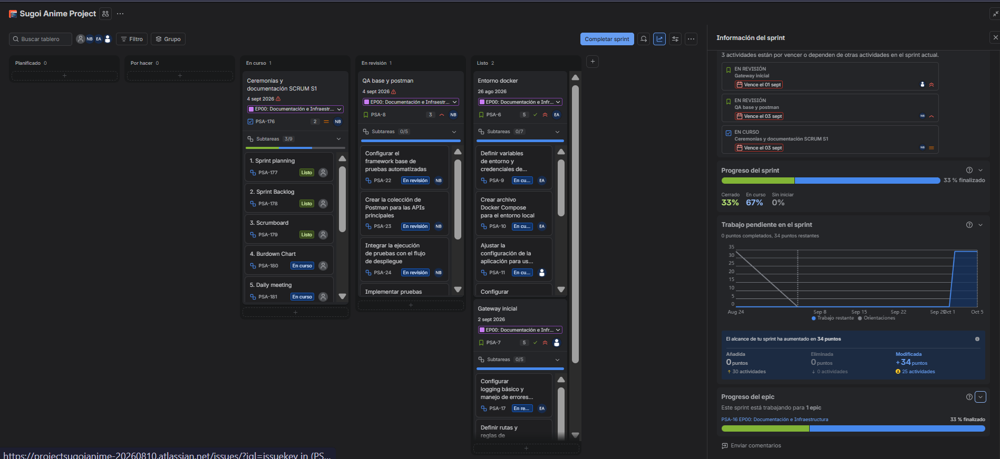 Sugoi Anime Project
Buscar tablero
NB
EA
Filtro
Grupo
Completar sprint
Planificado 0
Por hacer 0
En curso 1
Ceremonias y
documentación SCRUM S1
4 sept 2026
EP00: Documentación e Infraestr...
PSA-176
2
NB
Subtareas 3/9
1. Sprint planning
PSA-177
Listo
2. Sprint Backlog
PSA-178
Listo
3. Scrumboard
PSA-179
Listo
4. Burdown Chart
PSA-180
En curso
5. Daily meeting
PSA-181
En curso
En revisión 1
QA base y postman
4 sept 2026
EP00: Documentación e Infraestr...
PSA-8
3
NB
Subtareas 0/5
Configurar el
framework base de
pruebas automatizadas
PSA-22
En revisión
NB
Crear la colección de
Postman para las APIs
principales
PSA-23
En revisión
NB
Integrar la ejecución
de pruebas con el flujo
de despliegue
PSA-24
En revisión
NB
Implementar pruebas
Listo 2
Entorno docker
26 ago 2026
EP00: Documentación e Infr...
PSA-6
5
EA
Subtareas 0/7
Definir variables
de entorno y
credenciales de...
PSA-9
En cu...
EA
Crear archivo
Docker Compose
para el entorno local
PSA-10
En cu...
EA
Ajustar la
configuración de la
aplicación para us...
PSA-11
En cu...
Configurar
Gateway inicial
2 sept 2026
EP00: Documentación e Infr...
PSA-7
5
Subtareas 0/5
Configurar
logging básico y
manejo de errores...
PSA-17
En re...
EA
Definir rutas y
reglas de
Información del sprint
3 actividades están por vencer o dependen de otras actividades en el sprint actual.
EN REVISIÓN
Gateway inicial
Vence el 01 sept
EN REVISIÓN
QA base y postman
Vence el 03 sept
NB
EN CURSO
Ceremonias y documentación SCRUM S1
Vence el 03 sept
NB
Progreso del sprint
33 % finalizado
Cerrado En curso Sin iniciar
33% 67% 0%
Trabajo pendiente en el sprint
0 puntos completados, 34 puntos restantes
35
30
25
20
15
10
5
0
Aug 24 Sep 8 Sep 15 Sep 22 Sep 29 Oct 1 Oct 5
Trabajo restante Orientaciones
El alcance de tu sprint ha aumentado en 34 puntos
Añadida Eliminada Modificada
0 puntos 0 puntos +34 puntos
↑ 30 actividades ↓ 0 actividades 25 actividades
Progreso del epic
Este sprint está trabajando para 1 epic
PSA-16 EP00: Documentación e Infraestructura 33 % finalizado
Enviar comentarios
https://projectsugoianime-20260810.atlassian.net/issues/?jql=issuekey in (PS...